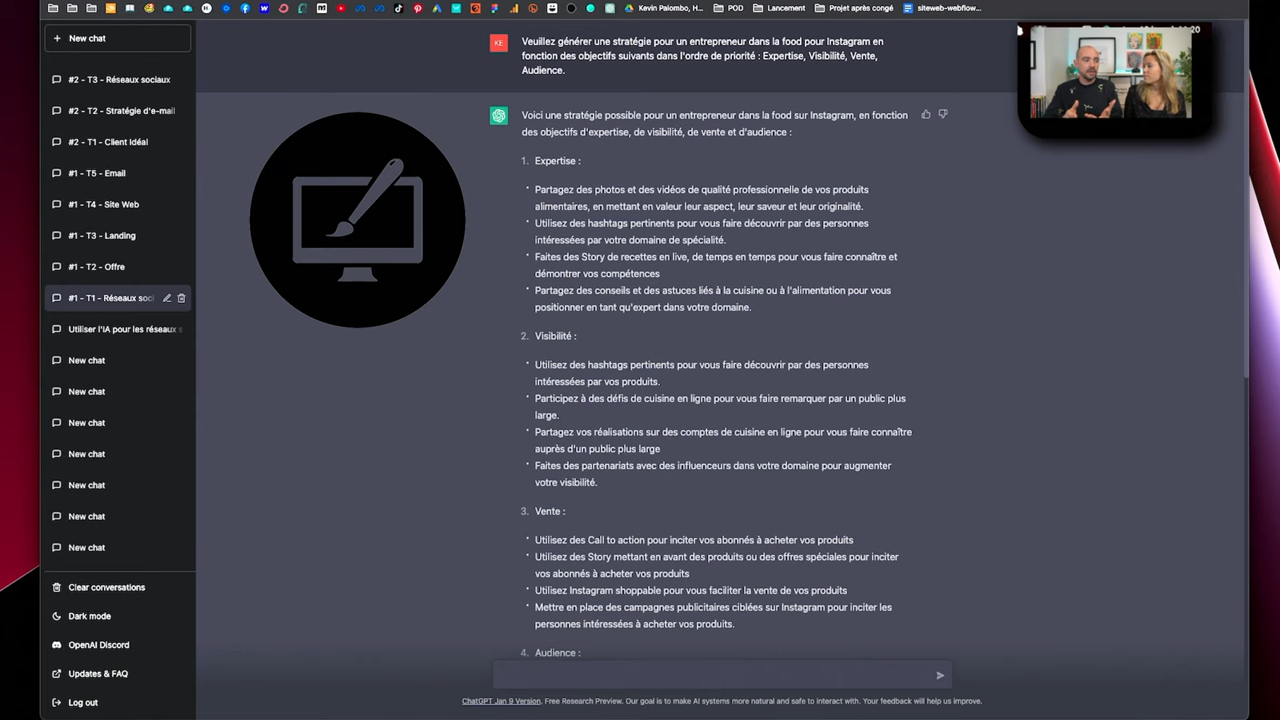 Kevin Palombo, H...
POD
Lancement
Projet après congé
siteweb-webflow...
New chat
#2 - T3 - Réseaux sociaux
#2 - T2 - Stratégie d'e-mail
#2 - T1 - Client Idéal
#1 - T5 - Email
#1 - T4 - Site Web
#1 - T3 - Landing
#1 - T2 - Offre
#1 - T1 - Réseaux soci
Utiliser l'IA pour les réseaux s
New chat
New chat
New chat
New chat
New chat
New chat
New chat
Clear conversations
Dark mode
OpenAI Discord
Updates & FAQ
Log out
KE
Veuillez générer une stratégie pour un entrepreneur dans la food pour Instagram en
fonction des objectifs suivants dans l'ordre de priorité : Expertise, Visibilité, Vente,
Audience.
Voici une stratégie possible pour un entrepreneur dans la food sur Instagram, en fonction
des objectifs d'expertise, de visibilité, de vente et d'audience :
1. Expertise :
• Partagez des photos et des vidéos de qualité professionnelle de vos produits
alimentaires, en mettant en valeur leur aspect, leur saveur et leur originalité.
• Utilisez des hashtags pertinents pour vous faire découvrir par des personnes
intéressées par votre domaine de spécialité.
• Faites des Story de recettes en live, de temps en temps pour vous faire connaître et
démontrer vos compétences
• Partagez des conseils et des astuces liés à la cuisine ou à l'alimentation pour vous
positionner en tant qu'expert dans votre domaine.
2. Visibilité :
• Utilisez des hashtags pertinents pour vous faire découvrir par des personnes
intéressées par vos produits.
• Participez à des défis de cuisine en ligne pour vous faire remarquer par un public plus
large.
• Partagez vos réalisations sur des comptes de cuisine en ligne pour vous faire connaître
auprès d'un public plus large
• Faites des partenariats avec des influenceurs dans votre domaine pour augmenter
votre visibilité.
3. Vente :
• Utilisez des Call to action pour inciter vos abonnés à acheter vos produits
• Utilisez des Story mettant en avant des produits ou des offres spéciales pour inciter
vos abonnés à acheter vos produits
• Utilisez Instagram shoppable pour vous faciliter la vente de vos produits
• Mettre en place des campagnes publicitaires ciblées sur Instagram pour inciter les
personnes intéressées à acheter vos produits.
4. Audience :
ChatGPT Jan 9 Version. Free Research Preview. Our goal is to make AI systems more natural and safe to interact with. Your feedback will help us improve.